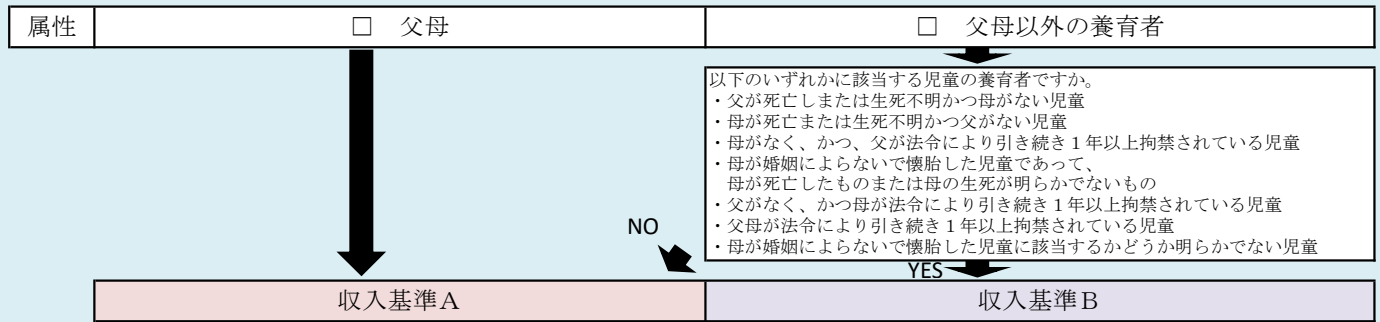 属性
□ 父母
□ 父母以外の養育者
以下のいずれかに該当する児童の養育者ですか。
・父が死亡しまたは生死不明かつ母がない児童
・母が死亡または生死不明かつ父がない児童
・母がなく、かつ、父が法令により引き続き１年以上拘禁されている児童
・母が婚姻によらないで懐胎した児童であって、
母が死亡したものまたは母の生死が明らかでないもの
・父がなく、かつ母が法令により引き続き１年以上拘禁されている児童
・父母が法令により引き続き１年以上拘禁されている児童
・母が婚姻によらないで懐胎した児童に該当するかどうか明らかでない児童
NO
YES
収入基準Ａ
収入基準Ｂ